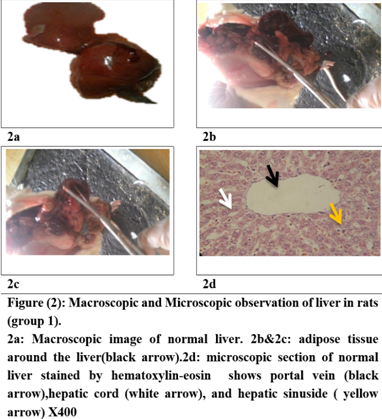 2a
2b
2c
2d
Figure (2): Macroscopic and Microscopic observation of liver in rats
(group 1).
2a: Macroscopic image of normal liver. 2b&2c: adipose tissue
around the liver(black arrow).2d: microscopic section of normal
liver stained by hematoxylin-eosin shows portal vein (black
arrow),hepatic cord (white arrow), and hepatic sinuside ( yellow
arrow) X400